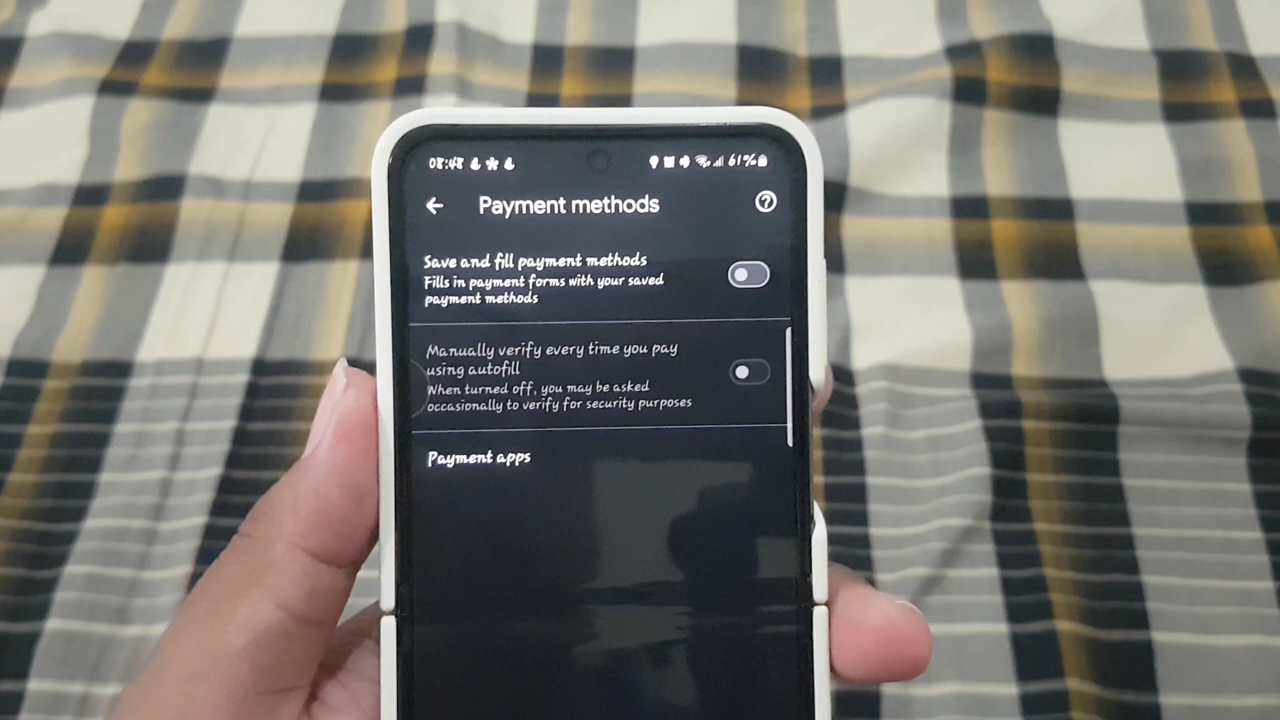 08:48 61%
Payment methods
Save and fill payment methods
Fills in payment forms with your saved
payment methods
Manually verify every time you pay
using autofill
When turned off, you may be asked
occasionally to verify for security purposes
Payment apps